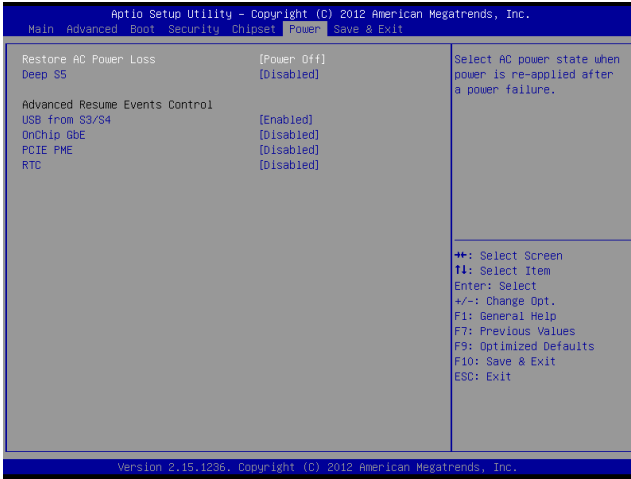 Aptio Setup Utility – Copyright (C) 2012 American Megatrends, Inc.
Main Advanced Boot Security Chipset Power Save & Exit
Restore AC Power Loss [Power Off]
Deep S5 [Disabled]
Advanced Resume Events Control
USB from S3/S4 [Enabled]
OnChip GbE [Disabled]
PCIE PME [Disabled]
RTC [Disabled]
Select AC power state when
power is re-applied after
a power failure.
→←: Select Screen
↑↓: Select Item
Enter: Select
+/-: Change Opt.
F1: General Help
F7: Previous Values
F9: Optimized Defaults
F10: Save & Exit
ESC: Exit
Version 2.15.1236. Copyright (C) 2012 American Megatrends, Inc.